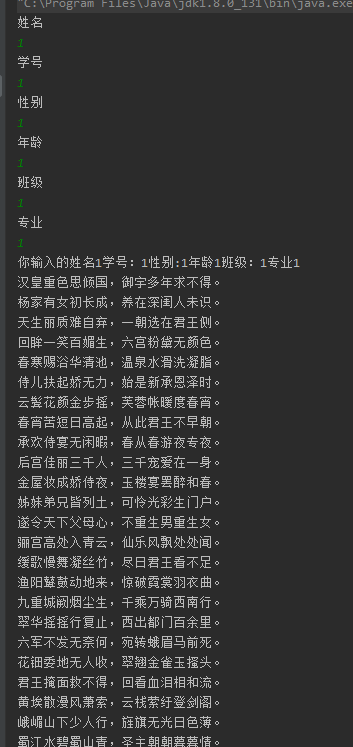 "C:\Program Files\Java\jdk1.8.0_131\bin\java.exe
姓名
1
学号
1
性别
1
年龄
1
班级
1
专业
1
你输入的姓名1学号：1性别:1年龄1班级：1专业1
汉皇重色思倾国，御宇多年求不得。
杨家有女初长成，养在深闺人未识。
天生丽质难自弃，一朝选在君王侧。
回眸一笑百媚生，六宫粉黛无颜色。
春寒赐浴华清池，温泉水滑洗凝脂。
侍儿扶起娇无力，始是新承恩泽时。
云鬓花颜金步摇，芙蓉帐暖度春宵。
春宵苦短日高起，从此君王不早朝。
承欢侍宴无闲暇，春从春游夜专夜。
后宫佳丽三千人，三千宠爱在一身。
金屋妆成娇侍夜，玉楼宴罢醉和春。
姊妹弟兄皆列土，可怜光彩生门户。
遂令天下父母心，不重生男重生女。
骊宫高处入青云，仙乐风飘处处闻。
缓歌慢舞凝丝竹，尽日君王看不足。
渔阳鼙鼓动地来，惊破霓裳羽衣曲。
九重城阙烟尘生，千乘万骑西南行。
翠华摇摇行复止，西出都门百余里。
六军不发无奈何，宛转蛾眉马前死。
花钿委地无人收，翠翘金雀玉搔头。
君王掩面救不得，回看血泪相和流。
黄埃散漫风萧索，云栈萦纡登剑阁。
峨嵋山下少人行，旌旗无光日色薄。
蜀江水碧蜀山青，圣主朝朝暮暮情。